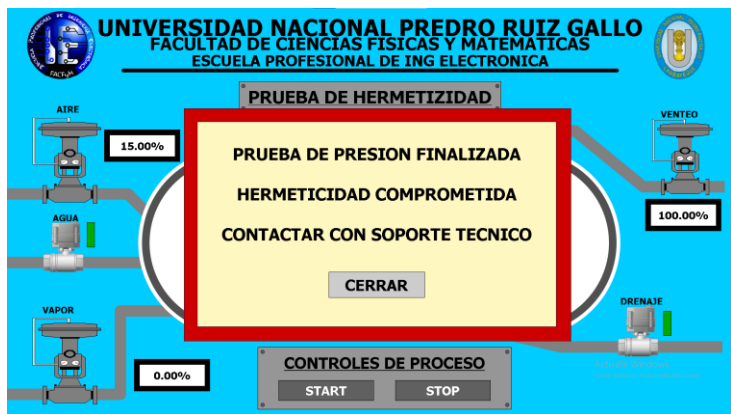 UNIVERSIDAD NACIONAL PREDRO RUIZ GALLO
FACULTAD DE CIENCIAS FISICAS Y MATEMATICAS
ESCUELA PROFESIONAL DE ING ELECTRONICA
PRUEBA DE HERMETIZIDAD
AIRE
15.00%
VENTEO
100.00%
PRUEBA DE PRESION FINALIZADA
HERMETICIDAD COMPROMETIDA
CONTACTAR CON SOPORTE TECNICO
CERRAR
AGUA
VAPOR
0.00%
DRENAJE
CONTROLES DE PROCESO
START STOP